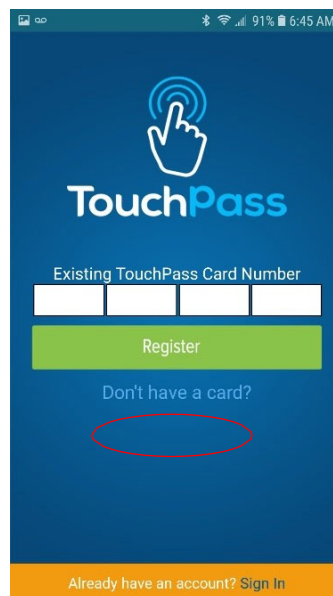 91% 6:45 AM
TouchPass
Existing TouchPass Card Number
Register
Don't have a card?
Already have an account? Sign In